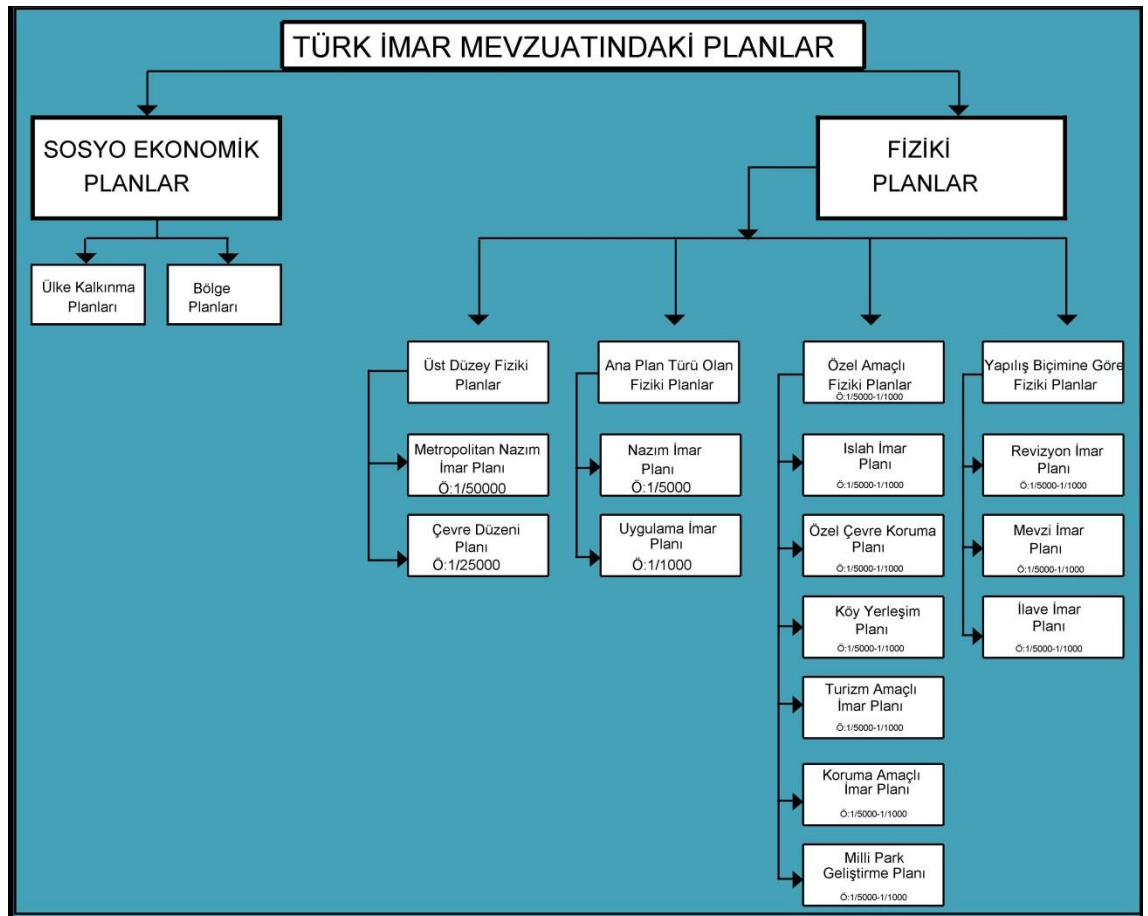 TÜRK İMAR MEVZUATINDAKİ PLANLAR
SOSYO EKONOMİK
PLANLAR
FİZİKİ
PLANLAR
Ülke Kalkınma
Planları
Bölge
Planları
Üst Düzey Fiziki
Planlar
Metropolitan Nazım
İmar Planı
Ö:1/50000
Çevre Düzeni
Planı
Ö:1/25000
Ana Plan Türü Olan
Fiziki Planlar
Nazım İmar
Planı
Ö:1/5000
Uygulama İmar
Planı
Ö:1/1000
Özel Amaçlı
Fiziki Planlar
Ö:1/5000-1/1000
Islah İmar
Planı
Ö:1/5000-1/1000
Özel Çevre Koruma
Planı
Ö:1/5000-1/1000
Köy Yerleşim
Planı
Ö:1/5000-1/1000
Turizm Amaçlı
İmar Planı
Ö:1/5000-1/1000
Koruma Amaçlı
İmar Planı
Ö:1/5000-1/1000
Milli Park
Geliştirme Planı
Ö:1/5000-1/1000
Yapılış Biçimine Göre
Fiziki Planlar
Revizyon İmar
Planı
Ö:1/5000-1/1000
Mevzi İmar
Planı
Ö:1/5000-1/1000
İlave İmar
Planı
Ö:1/5000-1/1000